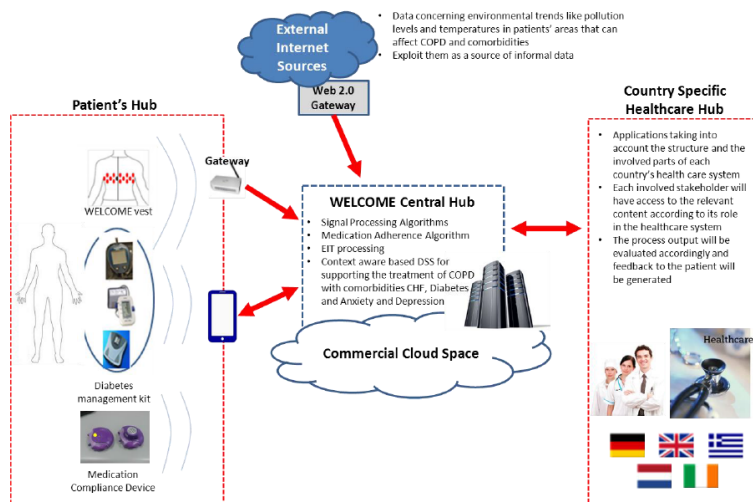 External
Internet
Sources
Web 2.0
Gateway
• Data concerning environmental trends like pollution
levels and temperatures in patients' areas that can
affect COPD and comorbidities
• Exploit them as a source of informal data
Patient's Hub
WELCOME vest
Diabetes
management kit
Medication
Compliance Device
Gateway
WELCOME Central Hub
• Signal Processing Algorithms
• Medication Adherence Algorithm
• EIT processing
• Context aware based DSS for
supporting the treatment of COPD
with comorbidities CHF, Diabetes
and Anxiety and Depression
Commercial Cloud Space
Country Specific
Healthcare Hub
• Applications taking into
account the structure and the
involved parts of each
country's health care system
• Each involved stakeholder will
have access to the relevant
content according to its role
in the healthcare system
• The process output will be
evaluated accordingly and
feedback to the patient will
be generated
Healthcare